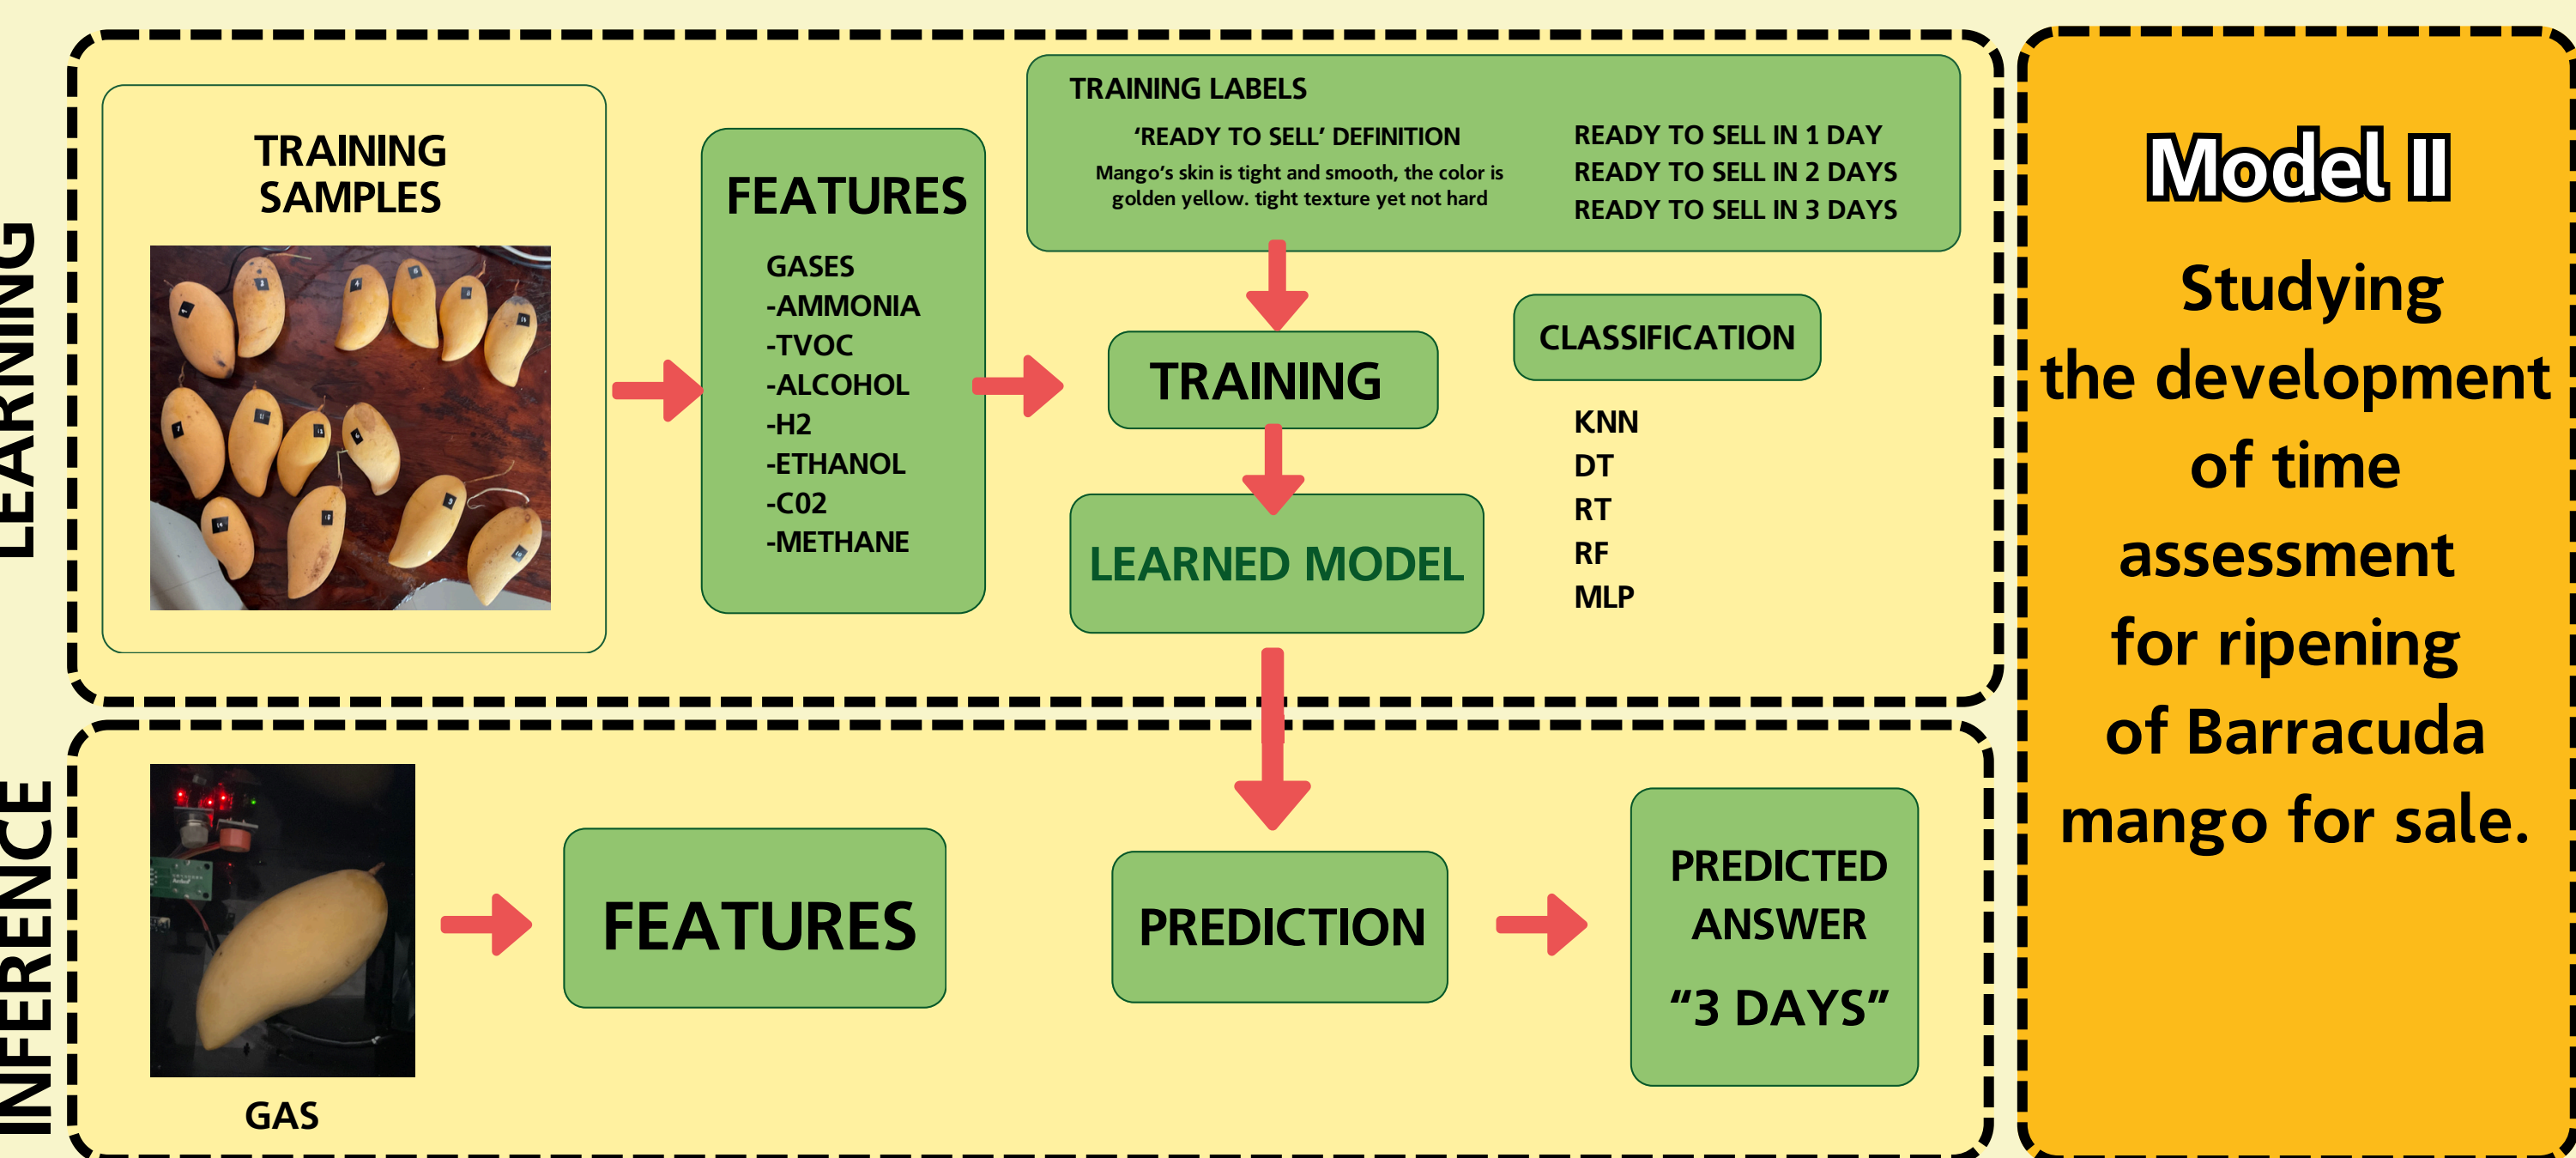 LEARNING
TRAINING
SAMPLES
FEATURES
GASES
-AMMONIA
-TVOC
-ALCOHOL
-H2
-ETHANOL
-C02
-METHANE
TRAINING LABELS
‘READY TO SELL’ DEFINITION
Mango’s skin is tight and smooth, the color is
golden yellow. tight texture yet not hard
READY TO SELL IN 1 DAY
READY TO SELL IN 2 DAYS
READY TO SELL IN 3 DAYS
TRAINING
LEARNED MODEL
CLASSIFICATION
KNN
DT
RT
RF
MLP
INFERENCE
GAS
FEATURES
PREDICTION
PREDICTED
ANSWER
“3 DAYS”
Model II
Studying
the development
of time
assessment
for ripening
of Barracuda
mango for sale.